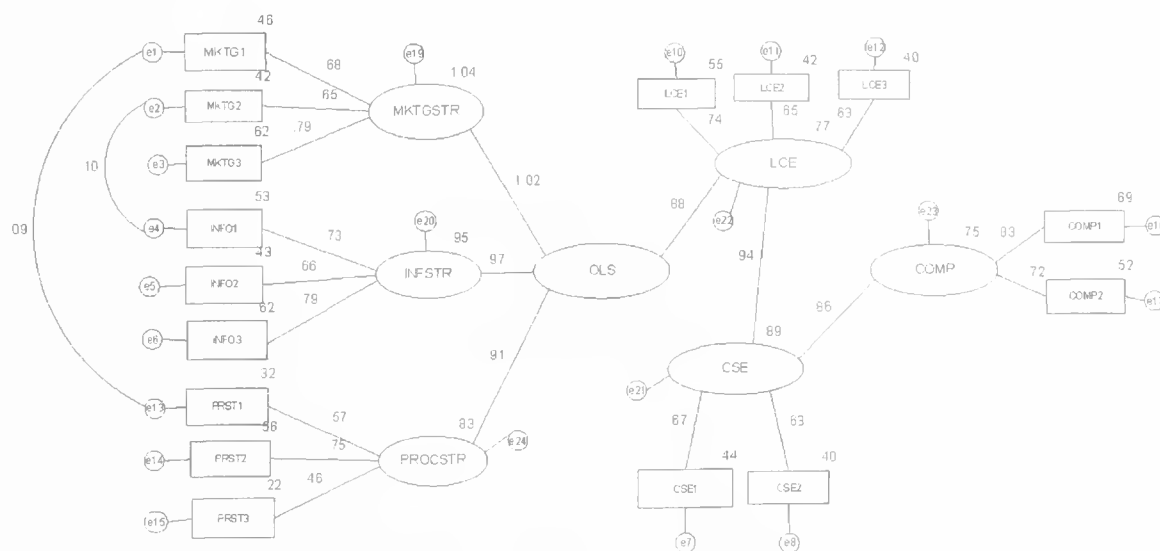 46
e1 MKTG1
68
42
e2 MKTG2
65
62
.79
e3 MKTG3
10
09
e19
1.04
MKTGSTR
53
e4 INFO1
73
43
e5 INFO2
66
62
79
e6 INFO3
e20
95
INFSTR
97
1.02
OLS
91
32
e13 PRST1
57
56
e14 PRST2
75
22
46
e15 PRST3
83
PROCSTR
e24
e10
e11
e12
55
42
40
LCE1
LCE2
LCE3
74
65
63
77
LCE
e22
88
94
89
CSE
e21
67
63
44
40
CSE1
CSE2
e7
e8
86
e23
75
COMP
83
69
COMP1
72
52
COMP2